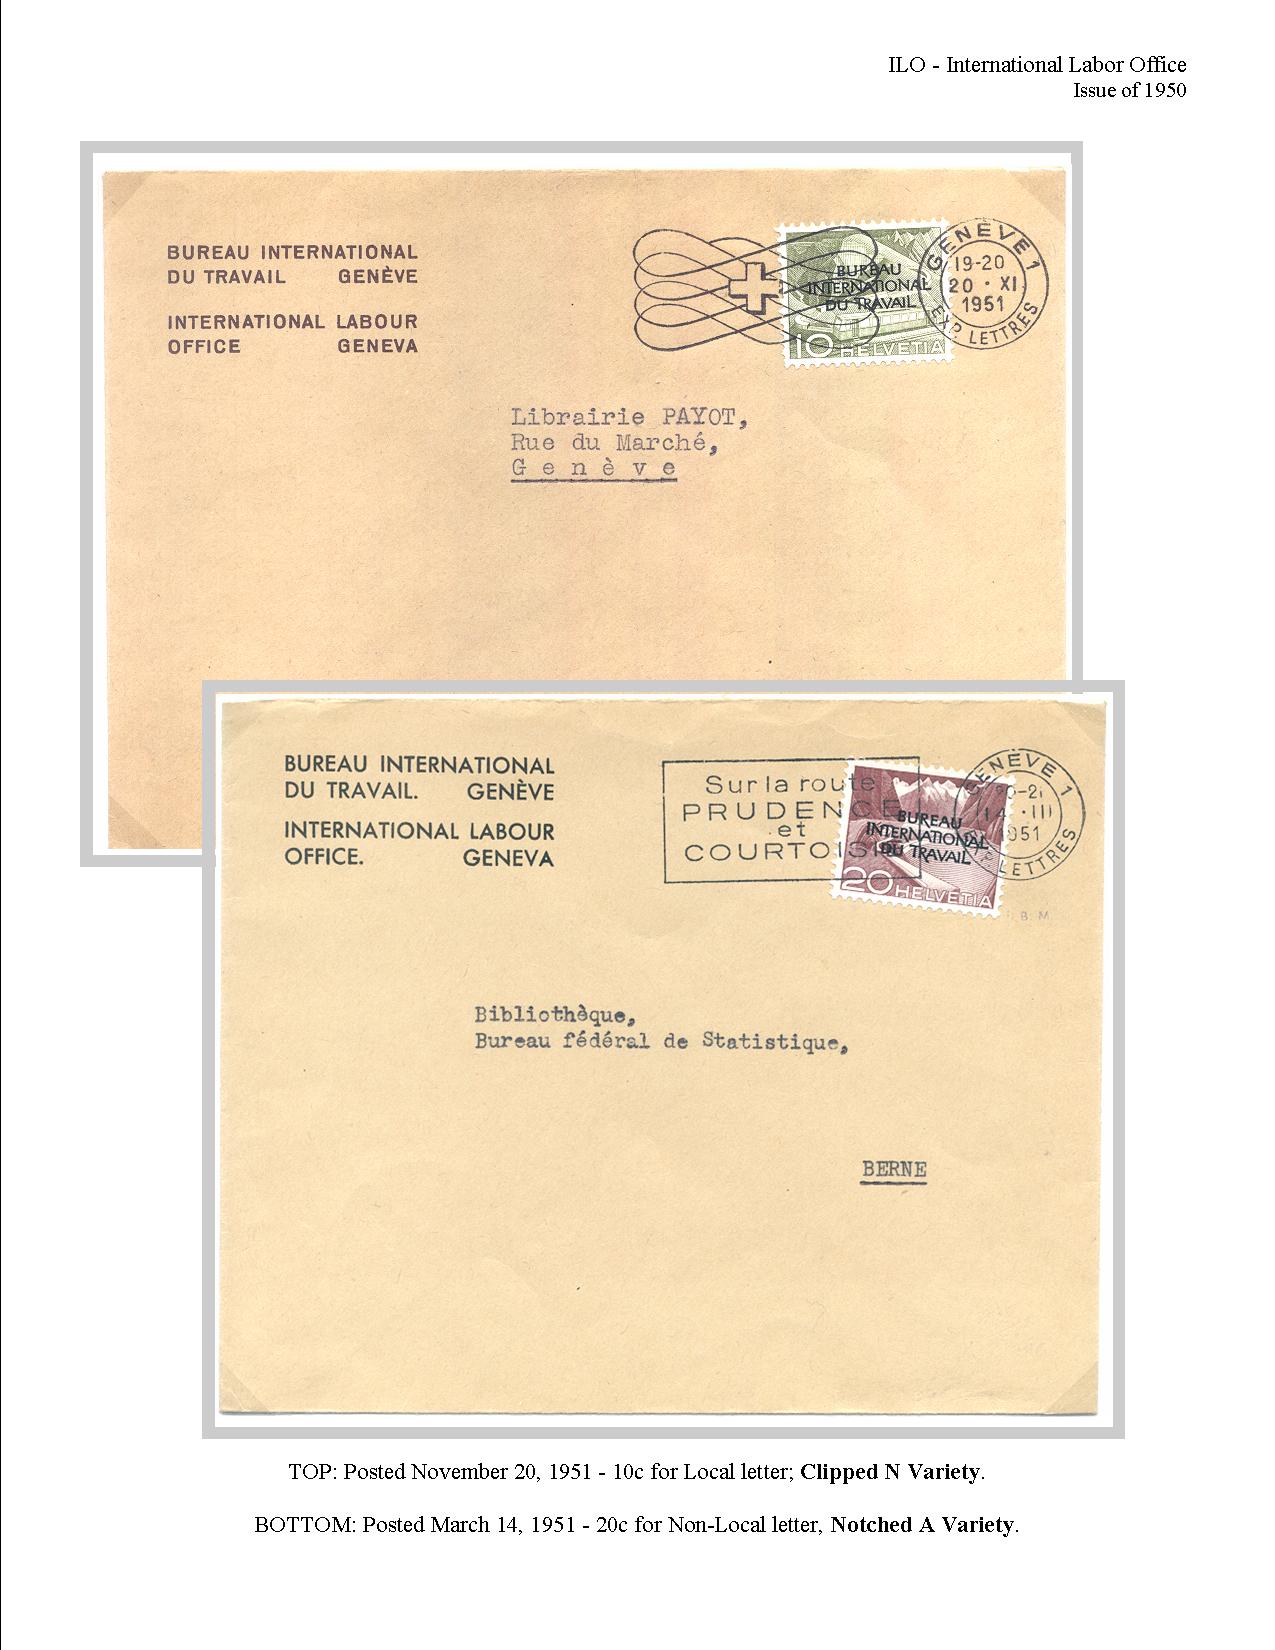 ILO - International Labor Office
Issue of 1950
BUREAU INTERNATIONAL
DU TRAVAIL GENÈVE
INTERNATIONAL LABOUR
OFFICE GENEVA
BUREAU
INTERNATIONAL
DU TRAVAIL
10 HELVETIA
GENÈVE 1
19-20
20 · XI
1951
EXP. LETTRES
Librairie PAYOT,
Rue du Marché,
Genève
BUREAU INTERNATIONAL
DU TRAVAIL. GENÈVE
INTERNATIONAL LABOUR
OFFICE. GENEVA
Sur la route
PRUDENCE
et
COURTOISIE
BUREAU
INTERNATIONAL
DU TRAVAIL
20 HELVETIA
GENÈVE 1
14 · III
1951
LETTRES
B. M.
Bibliothèque,
Bureau fédéral de Statistique,
BERNE
TOP: Posted November 20, 1951 - 10c for Local letter; Clipped N Variety.
BOTTOM: Posted March 14, 1951 - 20c for Non-Local letter, Notched A Variety.